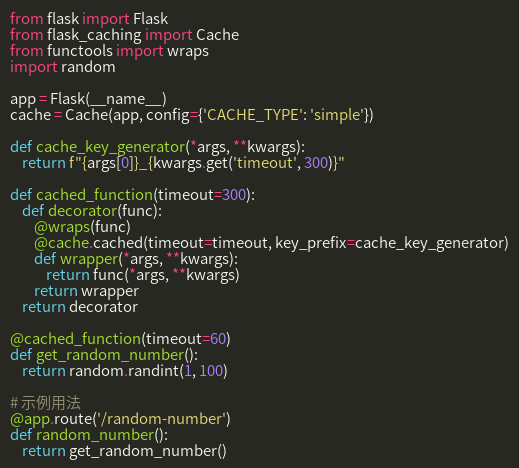 from flask import Flask
from flask_caching import Cache
from functools import wraps
import random

app = Flask(__name__)
cache = Cache(app, config={'CACHE_TYPE': 'simple'})

def cache_key_generator(*args, **kwargs):
    return f"{args[0]}_{kwargs.get('timeout', 300)}"

def cached_function(timeout=300):
    def decorator(func):
        @wraps(func)
        @cache.cached(timeout=timeout, key_prefix=cache_key_generator)
        def wrapper(*args, **kwargs):
            return func(*args, **kwargs)
        return wrapper
    return decorator

@cached_function(timeout=60)
def get_random_number():
    return random.randint(1, 100)

# 示例用法
@app.route('/random-number')
def random_number():
    return get_random_number()